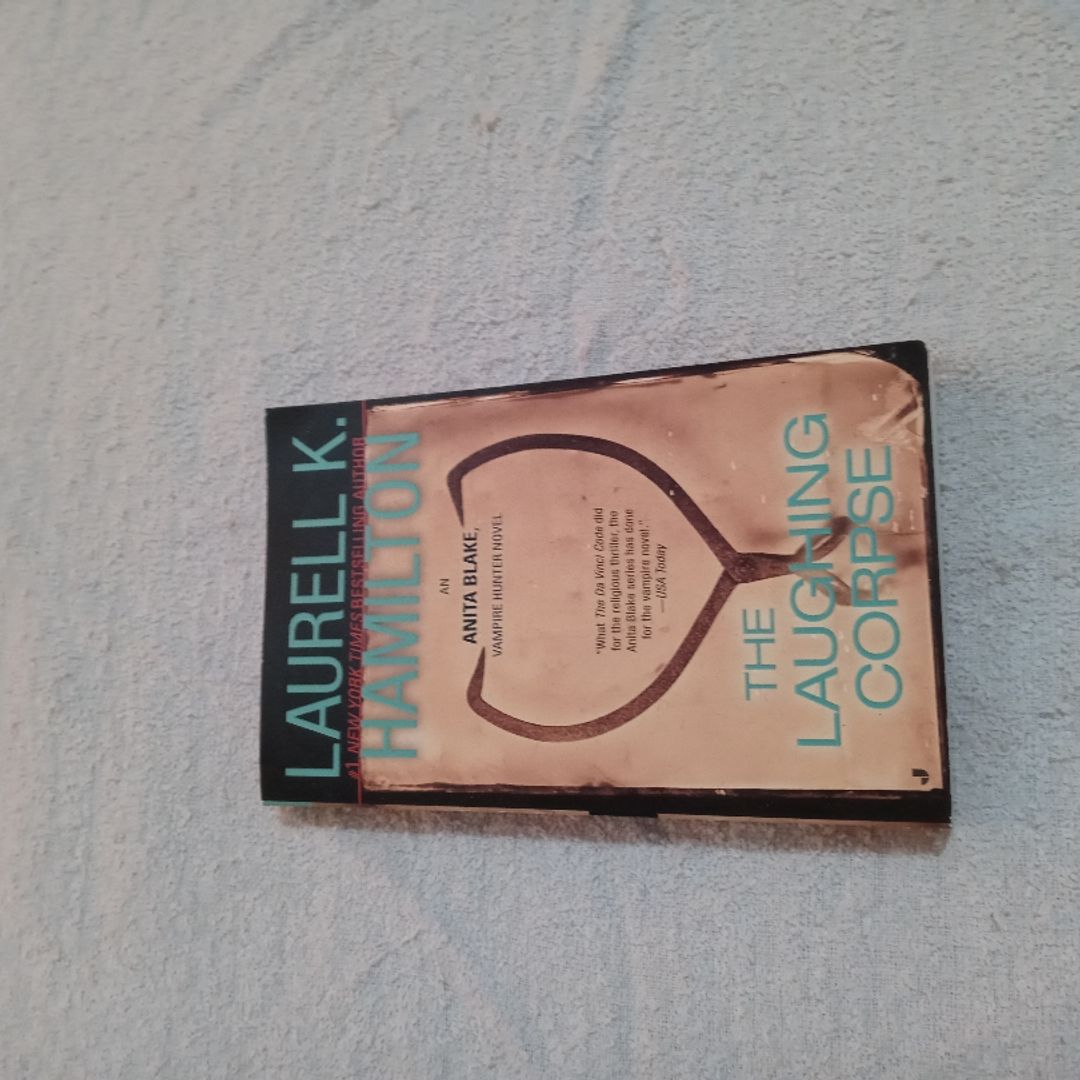 LAURELL K.
#1 NEW YORK TIMES BESTSELLING AUTHOR
HAMILTON
AN
ANITA BLAKE,
VAMPIRE HUNTER NOVEL
"What The Da Vinci Code did
for the religious thriller, the
Anita Blake series has done
for the vampire novel."
—USA Today
THE
LAUGHING
CORPSE